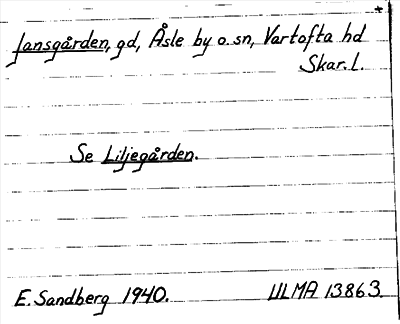 *
Jansgården, gd, Åsle by o. sn, Vartofta hd
Skar. l.
Se Liljegården.
E. Sandberg 1940. ULMA 13863.